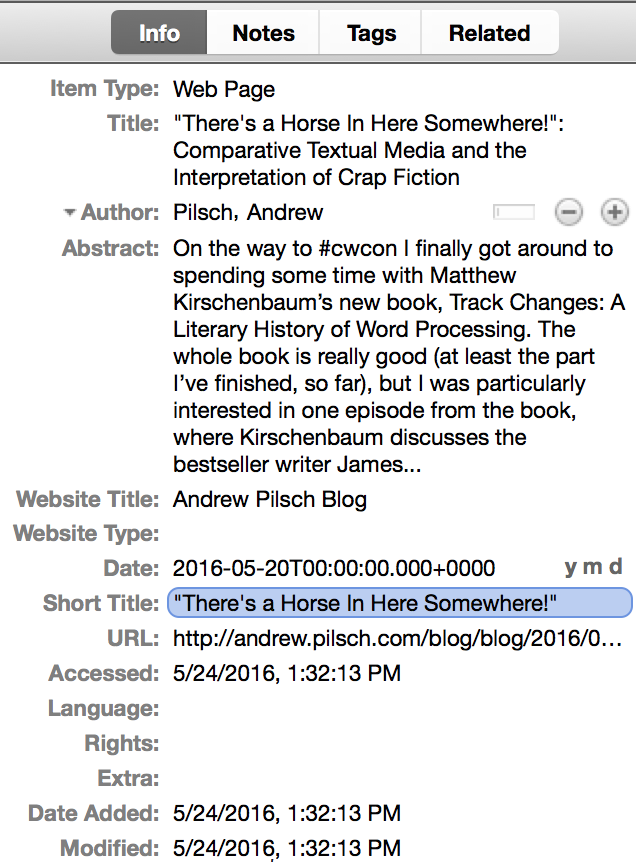 Info Notes Tags Related
Item Type: Web Page
Title: "There's a Horse In Here Somewhere!":
Comparative Textual Media and the
Interpretation of Crap Fiction
Author: Pilsch, Andrew
Abstract: On the way to #cwcon I finally got around to
spending some time with Matthew
Kirschenbaum’s new book, Track Changes: A
Literary History of Word Processing. The
whole book is really good (at least the part
I’ve finished, so far), but I was particularly
interested in one episode from the book,
where Kirschenbaum discusses the
bestseller writer James...
Website Title: Andrew Pilsch Blog
Website Type:
Date: 2016-05-20T00:00:00.000+0000 y m d
Short Title: "There's a Horse In Here Somewhere!"
URL: http://andrew.pilsch.com/blog/blog/2016/0...
Accessed: 5/24/2016, 1:32:13 PM
Language:
Rights:
Extra:
Date Added: 5/24/2016, 1:32:13 PM
Modified: 5/24/2016, 1:32:13 PM